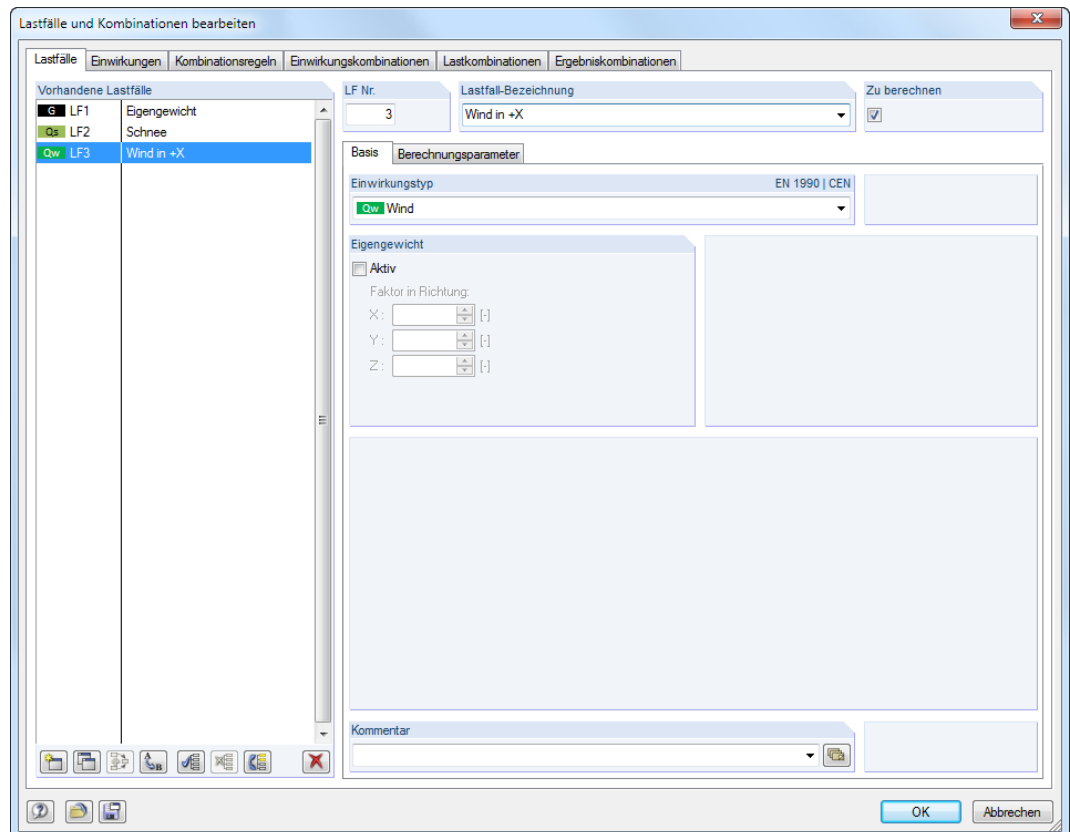 Lastfälle und Kombinationen bearbeiten
Lastfälle Einwirkungen Kombinationsregeln Einwirkungskombinationen Lastkombinationen Ergebniskombinationen
Vorhandene Lastfälle
G LF1 Eigengewicht
Qs LF2 Schnee
Qw LF3 Wind in +X
LF Nr.
3
Lastfall-Bezeichnung
Wind in +X
Zu berechnen
Basis Berechnungsparameter
Einwirkungstyp EN 1990 | CEN
Qw Wind
Eigengewicht
Aktiv
Faktor in Richtung:
X: [-]
Y: [-]
Z: [-]
Kommentar
OK Abbrechen